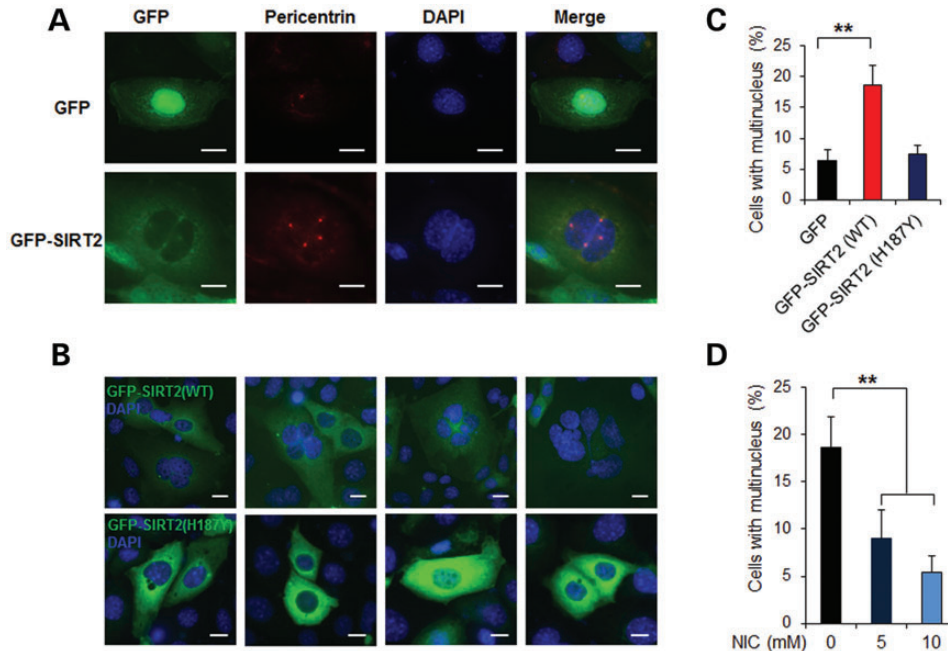 A
GFP Pericentrin DAPI Merge
GFP
GFP-SIRT2
B
GFP-SIRT2(WT)
DAPI
GFP-SIRT2(H187Y)
DAPI
C
Cells with multinucleus (%)
25
20
15
10
5
0
**
GFP
GFP-SIRT2 (WT)
GFP-SIRT2 (H187Y)
D
Cells with multinucleus (%)
25
20
15
10
5
0
**
NIC (mM) 0 5 10